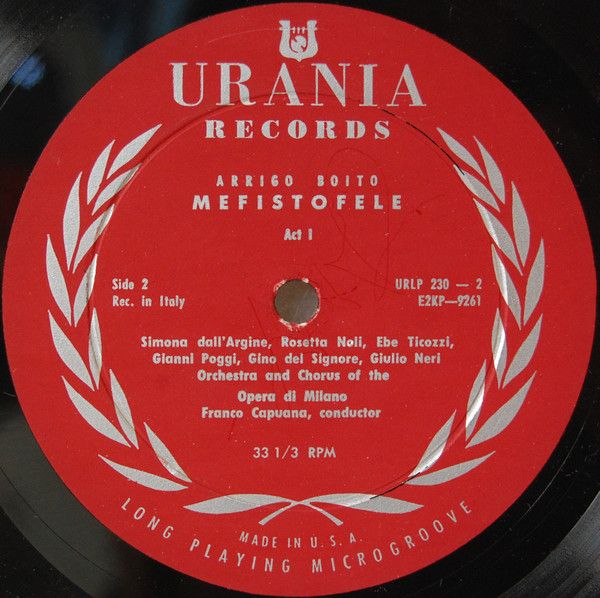 URANIA
RECORDS
ARRIGO BOITO
MEFISTOFELE
Act I
Side 2
Rec. in Italy
URLP 230 — 2
E2KP—9261
Simona dall'Argine, Rosetta Noli, Ebe Ticozzi,
Gianni Poggi, Gino del Signore, Giulio Neri
Orchestra and Chorus of the
Opera di Milano
Franco Capuana, conductor
33 1/3 RPM
LONG PLAYING MICROGROOVE
MADE IN U. S. A.